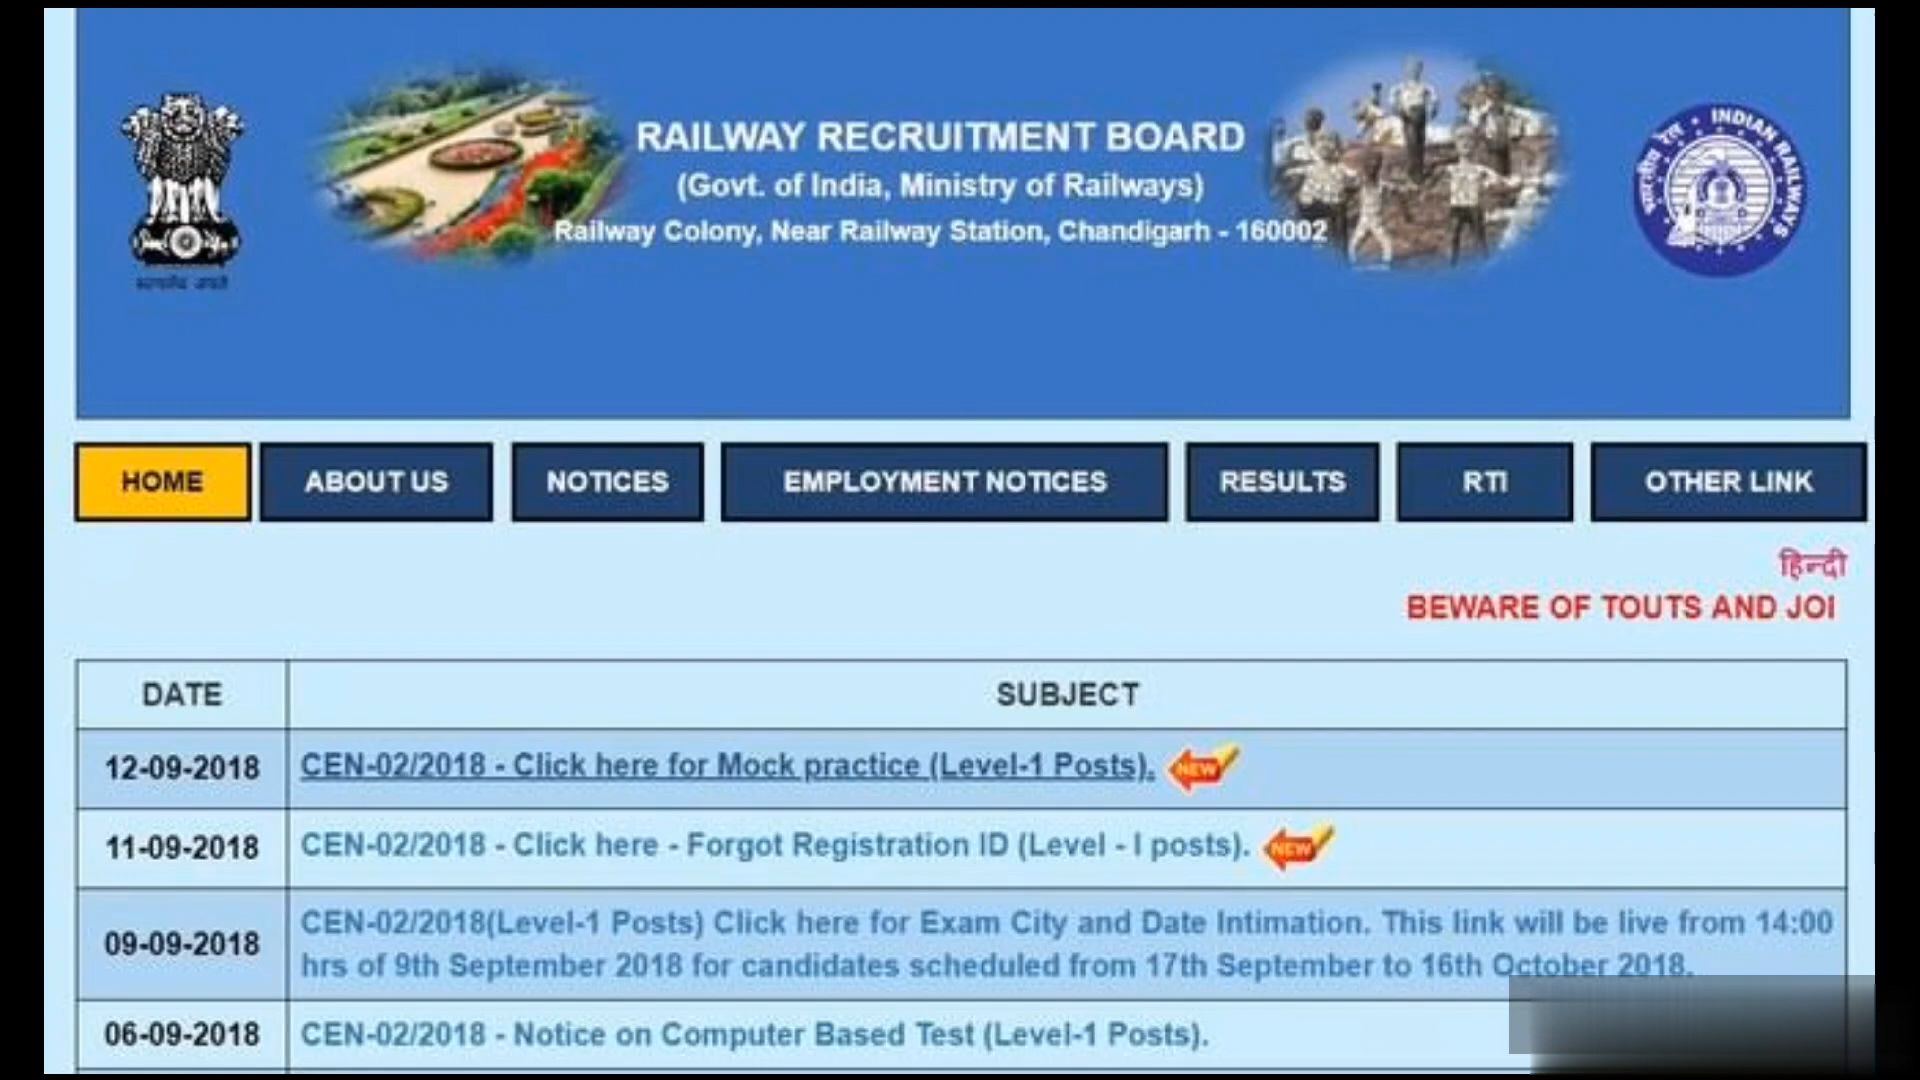 RAILWAY RECRUITMENT BOARD
(Govt. of India, Ministry of Railways)
Railway Colony, Near Railway Station, Chandigarh - 160002
सत्यमेव जयते
भारतीय रेल * INDIAN RAILWAYS
HOME ABOUT US NOTICES EMPLOYMENT NOTICES RESULTS RTI OTHER LINK
हिन्दी
BEWARE OF TOUTS AND JOI
DATE SUBJECT
12-09-2018 CEN-02/2018 - Click here for Mock practice (Level-1 Posts). NEW
11-09-2018 CEN-02/2018 - Click here - Forgot Registration ID (Level - I posts). NEW
09-09-2018 CEN-02/2018(Level-1 Posts) Click here for Exam City and Date Intimation. This link will be live from 14:00
hrs of 9th September 2018 for candidates scheduled from 17th September to 16th October 2018.
06-09-2018 CEN-02/2018 - Notice on Computer Based Test (Level-1 Posts).